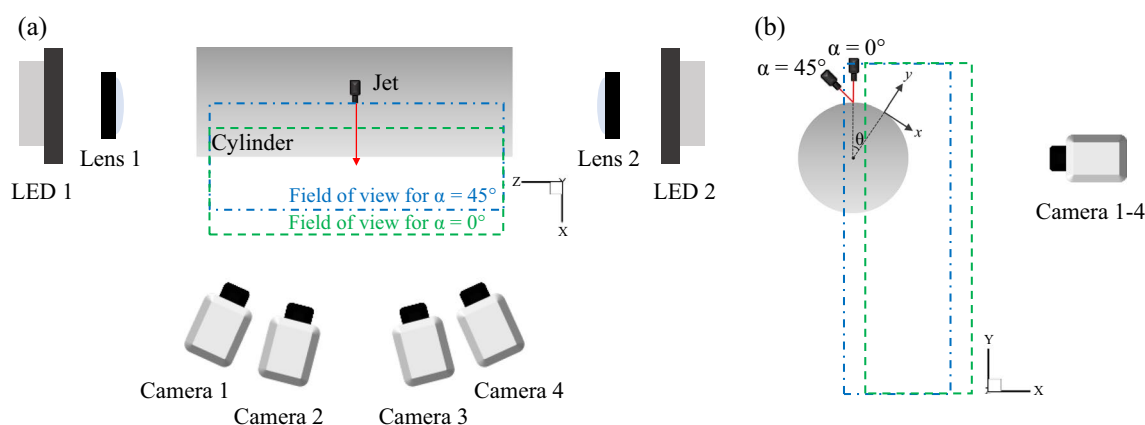 (a)
Jet
Cylinder
Lens 1
LED 1
Lens 2
LED 2
Field of view for α = 45°
Field of view for α = 0°
Z
Y
X
Camera 1
Camera 2
Camera 3
Camera 4
(b)
α = 0°
α = 45°
y
x
θ
Camera 1-4
Y
X